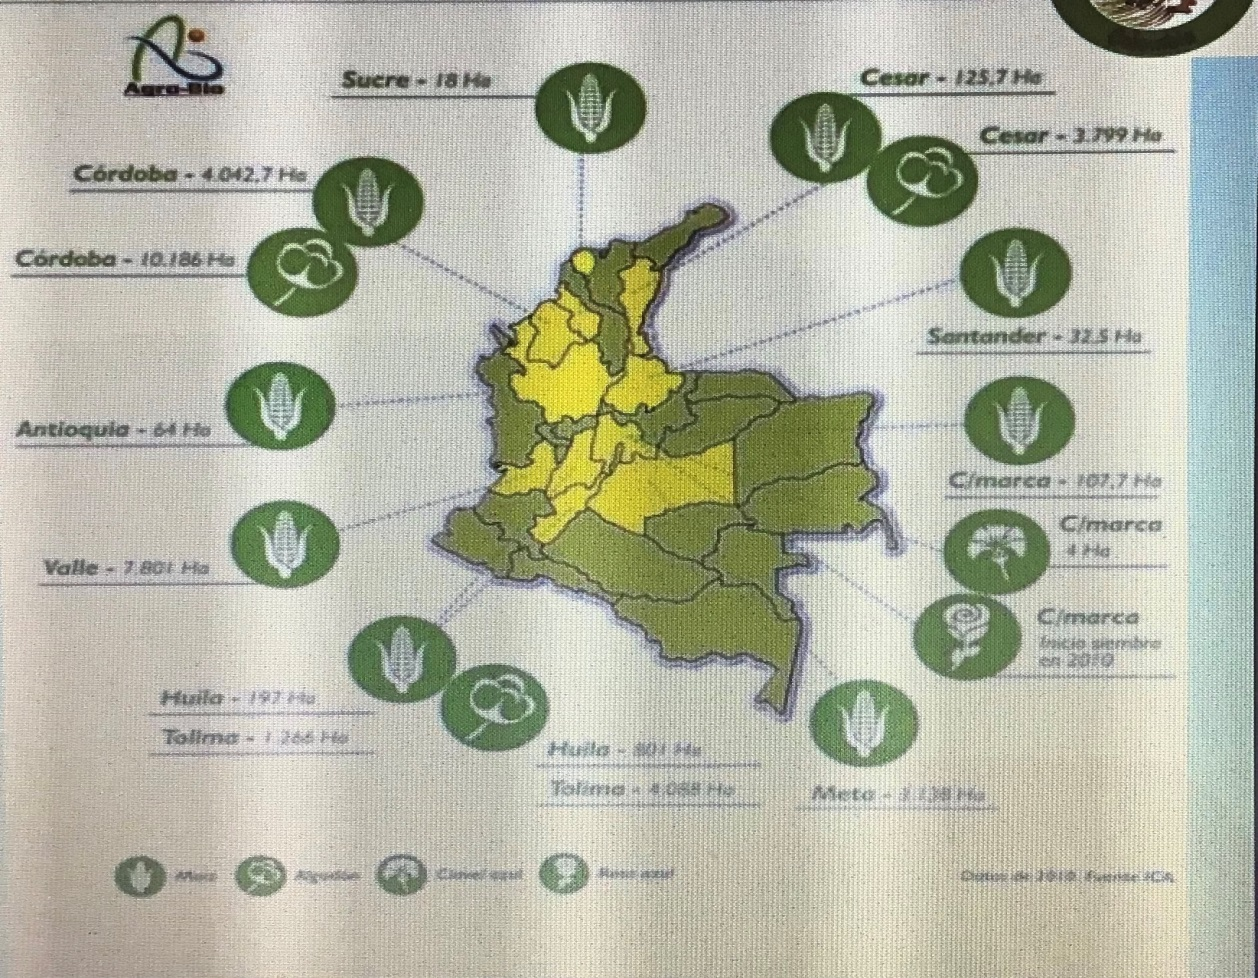 Agro-Bio
Sucre - 18 Ha
Cesar - 125,7 Ha
Cesar - 3.799 Ha
Córdoba - 4.042,7 Ha
Córdoba - 10.186 Ha
Santander - 32,5 Ha
Antioquia - 64 Ha
C/marca - 107,7 Ha
C/marca
4 Ha
Valle - 7.801 Ha
C/marca
Inicio siembra
en 2010
Huila - 197 Ha
Tolima - 1.266 Ha
Huila - 801 Ha
Tolima - 4.088 Ha
Meta - 3.138 Ha
Maíz
Algodón
Clavel azul
Rosa azul
Datos de 2010. Fuente ICA